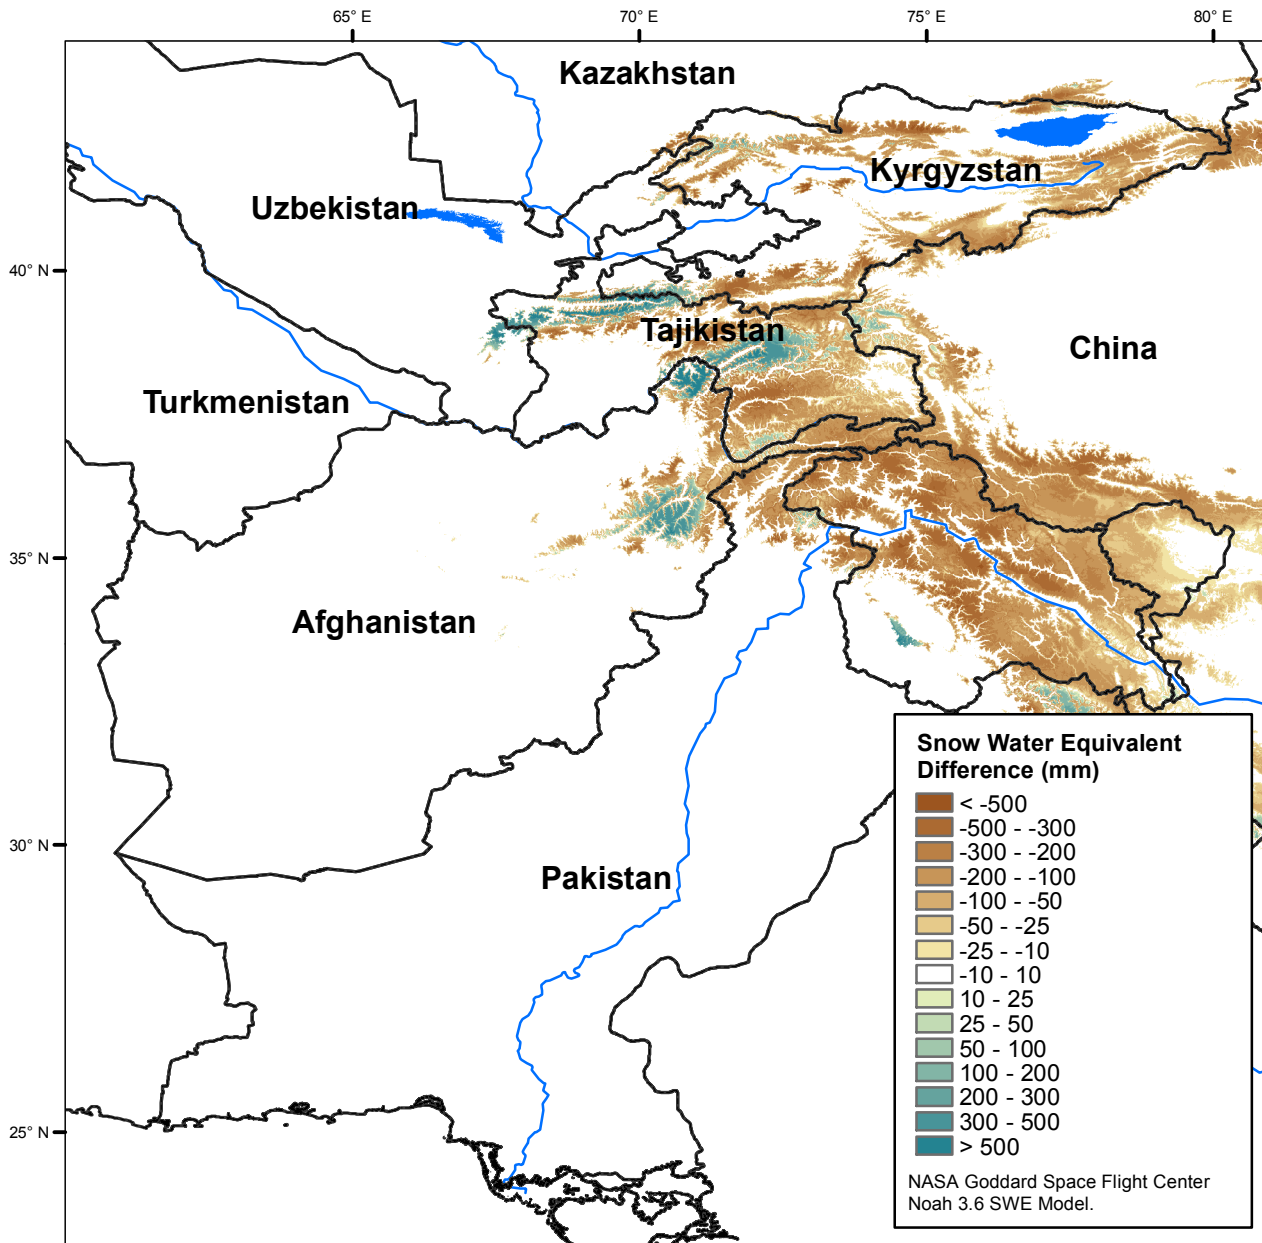 65° E
70° E
75° E
80° E
Kazakhstan
Kyrgyzstan
Uzbekistan
40° N
Tajikistan
China
Turkmenistan
35° N
Afghanistan
30° N
Pakistan
25° N
Snow Water Equivalent
Difference (mm)
< -500
-500 - -300
-300 - -200
-200 - -100
-100 - -50
-50 - -25
-25 - -10
-10 - 10
10 - 25
25 - 50
50 - 100
100 - 200
200 - 300
300 - 500
> 500
NASA Goddard Space Flight Center
Noah 3.6 SWE Model.